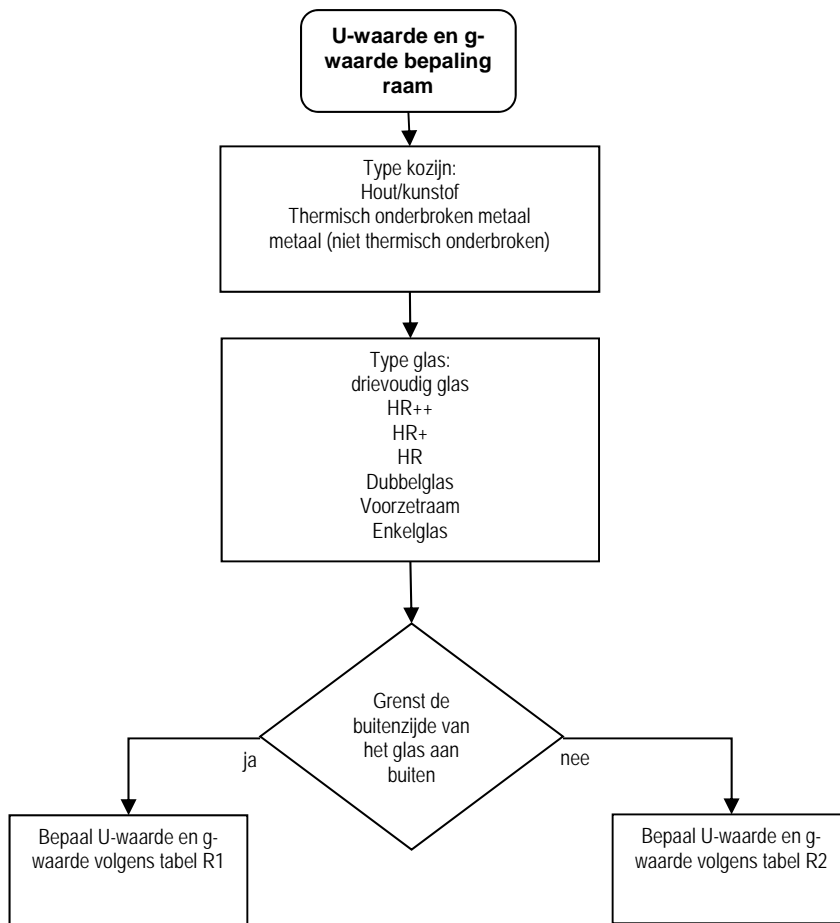 U-waarde en g-
waarde bepaling
raam
Type kozijn:
Hout/kunstof
Thermisch onderbroken metaal
metaal (niet thermisch onderbroken)
Type glas:
drievoudig glas
HR++
HR+
HR
Dubbelglas
Voorzetraam
Enkelglas
Grenst de
buitenzijde van
het glas aan
buiten
ja
nee
Bepaal U-waarde en g-
waarde volgens tabel R1
Bepaal U-waarde en g-
waarde volgens tabel R2